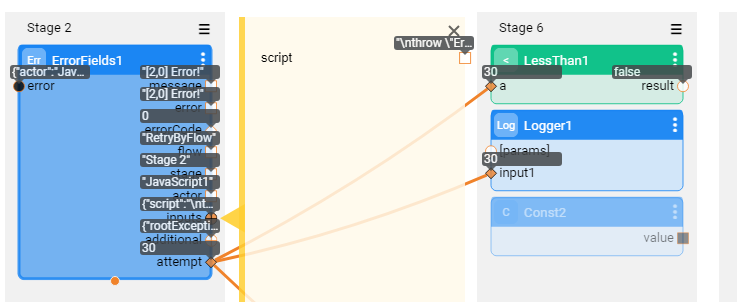 Stage 2
Err ErrorFields1
{"actor":"Jav...
error
"[2,0] Error!"
message
"[2,0] Error!"
error
0
errorCode
"RetryByFlow"
flow
"Stage 2"
stage
"JavaScript1"
actor
{"script":"\nt...
inputs
{"rootExcepti...
additional
30
attempt
"\nthrow \"Er...
script
Stage 6
< LessThan1
30
a
false
result
Log Logger1
[params]
30
input1
C Const2
value